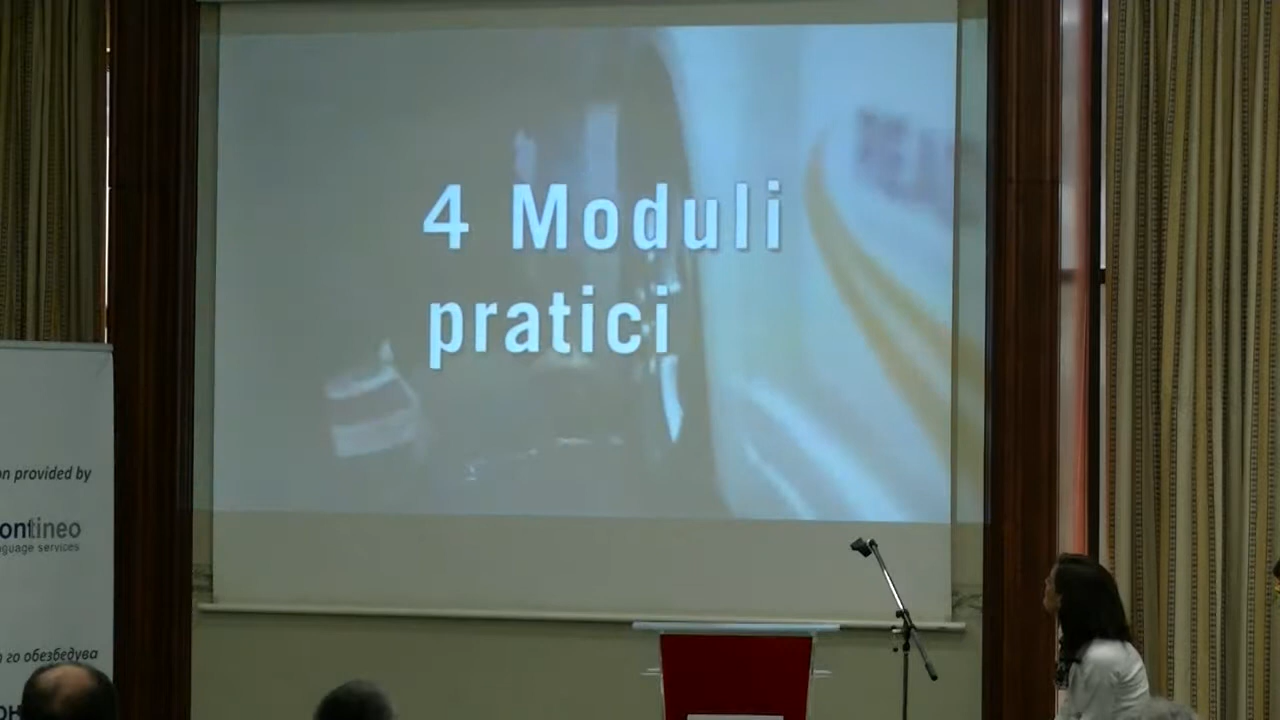 4 Moduli
pratici
on provided by
ontineo
guage services
го обезбедува